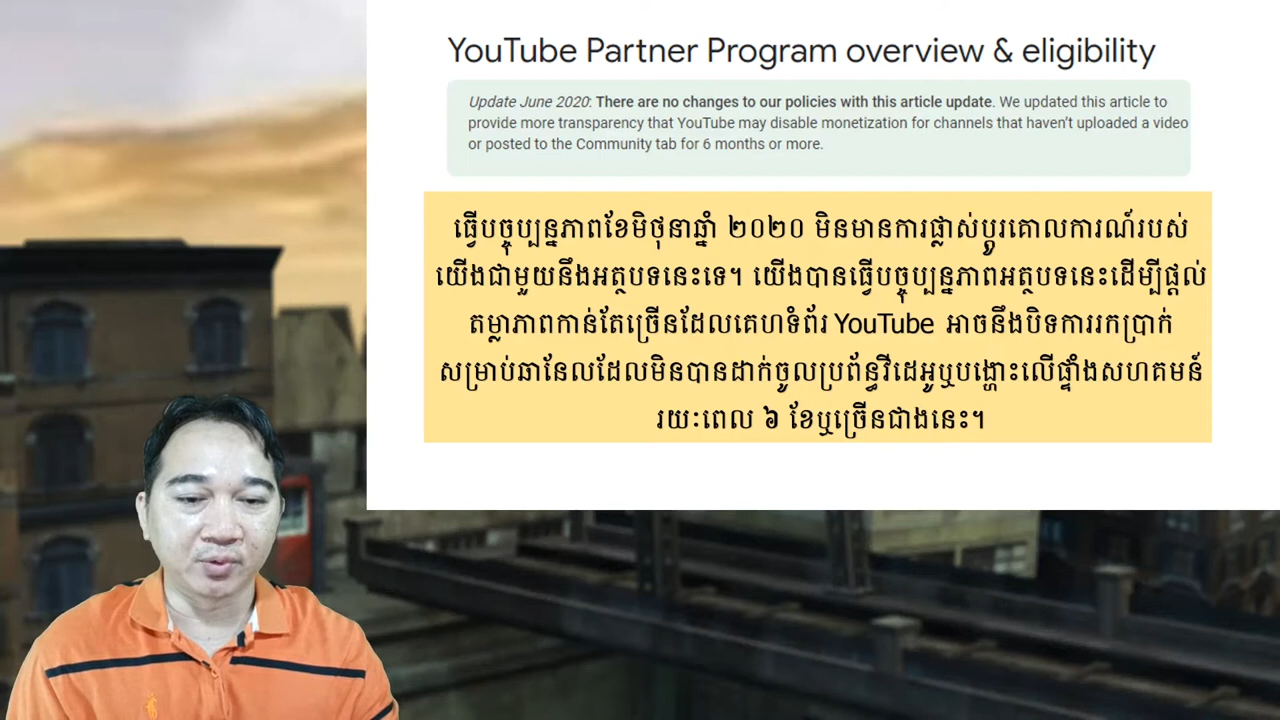 YouTube Partner Program overview & eligibility
Update June 2020: There are no changes to our policies with this article update. We updated this article to
provide more transparency that YouTube may disable monetization for channels that haven't uploaded a video
or posted to the Community tab for 6 months or more.
ធ្វើបច្ចុប្បន្នភាពខែមិថុនាឆ្នាំ ២០២០ មិនមានការផ្លាស់ប្តូរគោលការណ៍របស់
យើងជាមួយនឹងអត្ថបទនេះទេ។ យើងបានធ្វើបច្ចុប្បន្នភាពអត្ថបទនេះដើម្បីផ្តល់
តម្លាភាពកាន់តែច្រើនដែលគេហទំព័រ YouTube អាចនឹងបិទការរកប្រាក់
សម្រាប់ឆានែលដែលមិនបានដាក់ចូលប្រព័ន្ធវីដេអូឬបង្ហោះលើផ្ទាំងសហគមន៍
រយៈពេល ៦ ខែឬច្រើនជាងនេះ។